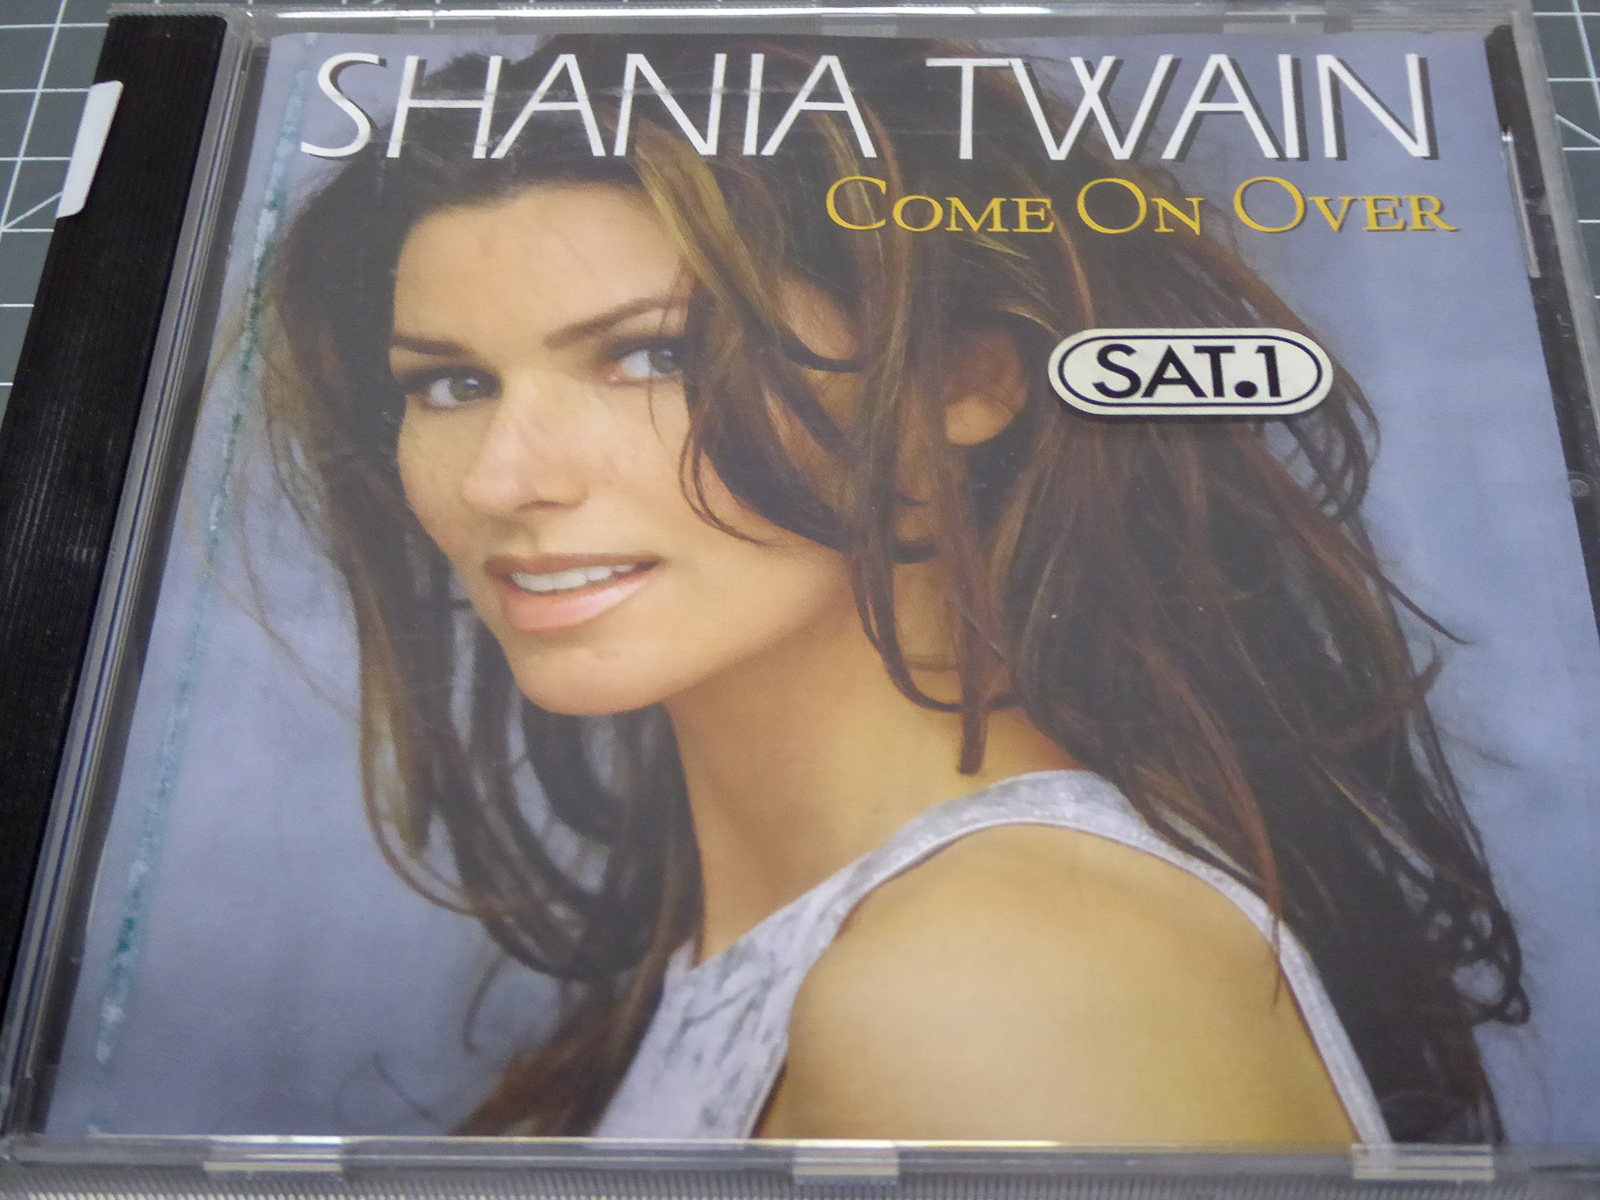 SHANIA TWAIN
COME ON OVER
SAT.1